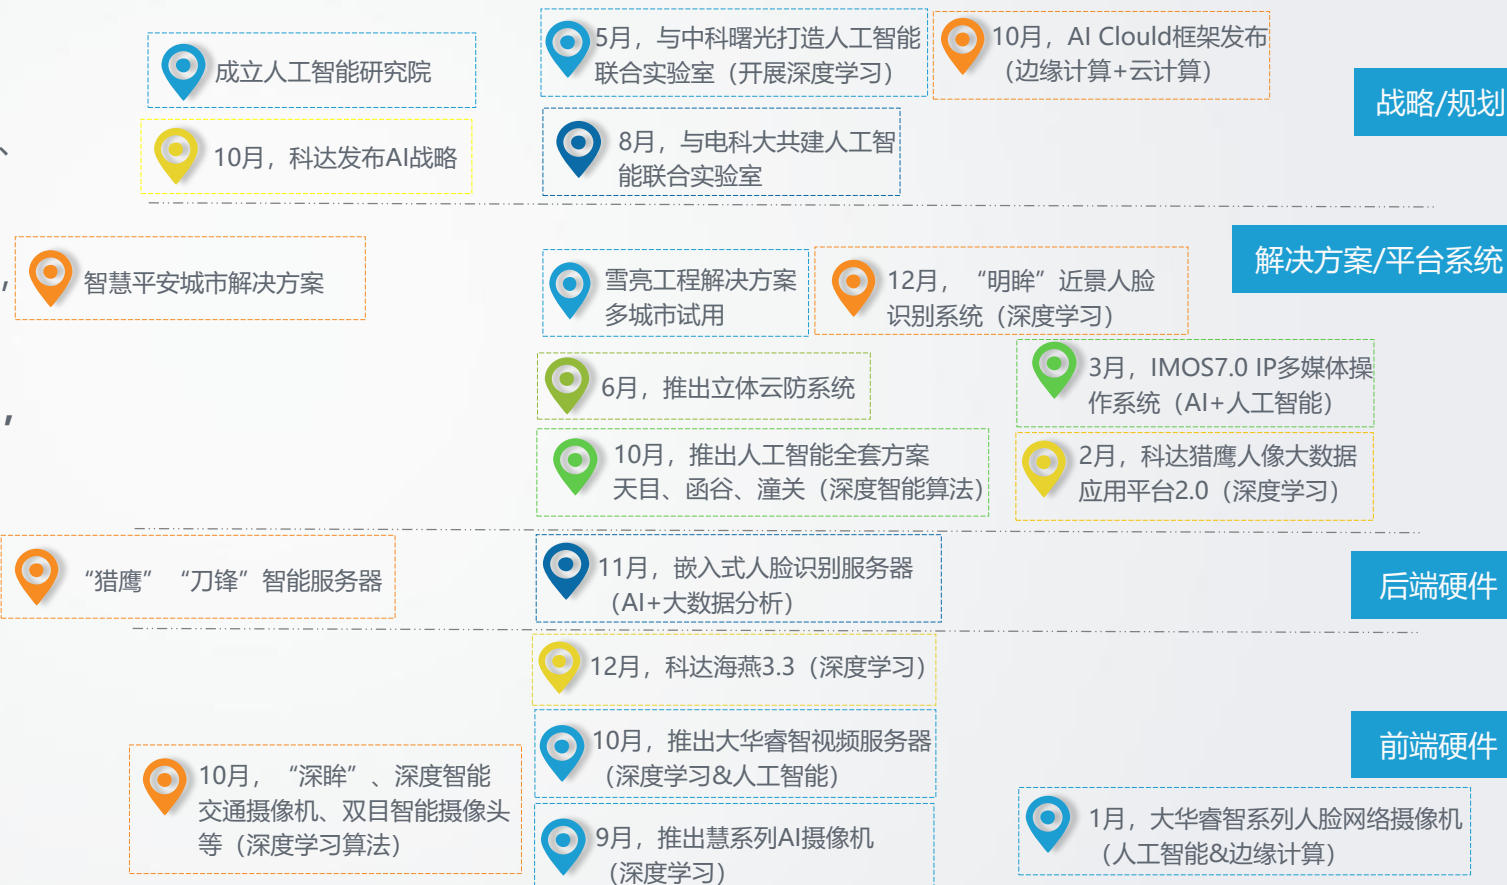 成立人工智能研究院
5月，与中科曙光打造人工智能
联合实验室（开展深度学习）
10月，AI Clould框架发布
（边缘计算+云计算）
战略/规划
、
10月，科达发布AI战略
8月，与电科大共建人工智
能联合实验室
，
智慧平安城市解决方案
雪亮工程解决方案
多城市试用
12月，“明眸”近景人脸
识别系统（深度学习）
解决方案/平台系统
6月，推出立体云防系统
3月，IMOS7.0 IP多媒体操
作系统（AI+人工智能）
，
10月，推出人工智能全套方案
天目、函谷、潼关（深度智能算法）
2月，科达猎鹰人像大数据
应用平台2.0（深度学习）
“猎鹰”“刀锋”智能服务器
11月，嵌入式人脸识别服务器
（AI+大数据分析）
后端硬件
12月，科达海燕3.3（深度学习）
10月，推出大华睿智视频服务器
（深度学习&人工智能）
前端硬件
10月，“深眸”、深度智能
交通摄像机、双目智能摄像头
等（深度学习算法）
9月，推出慧系列AI摄像机
（深度学习）
1月，大华睿智系列人脸网络摄像机
（人工智能&边缘计算）